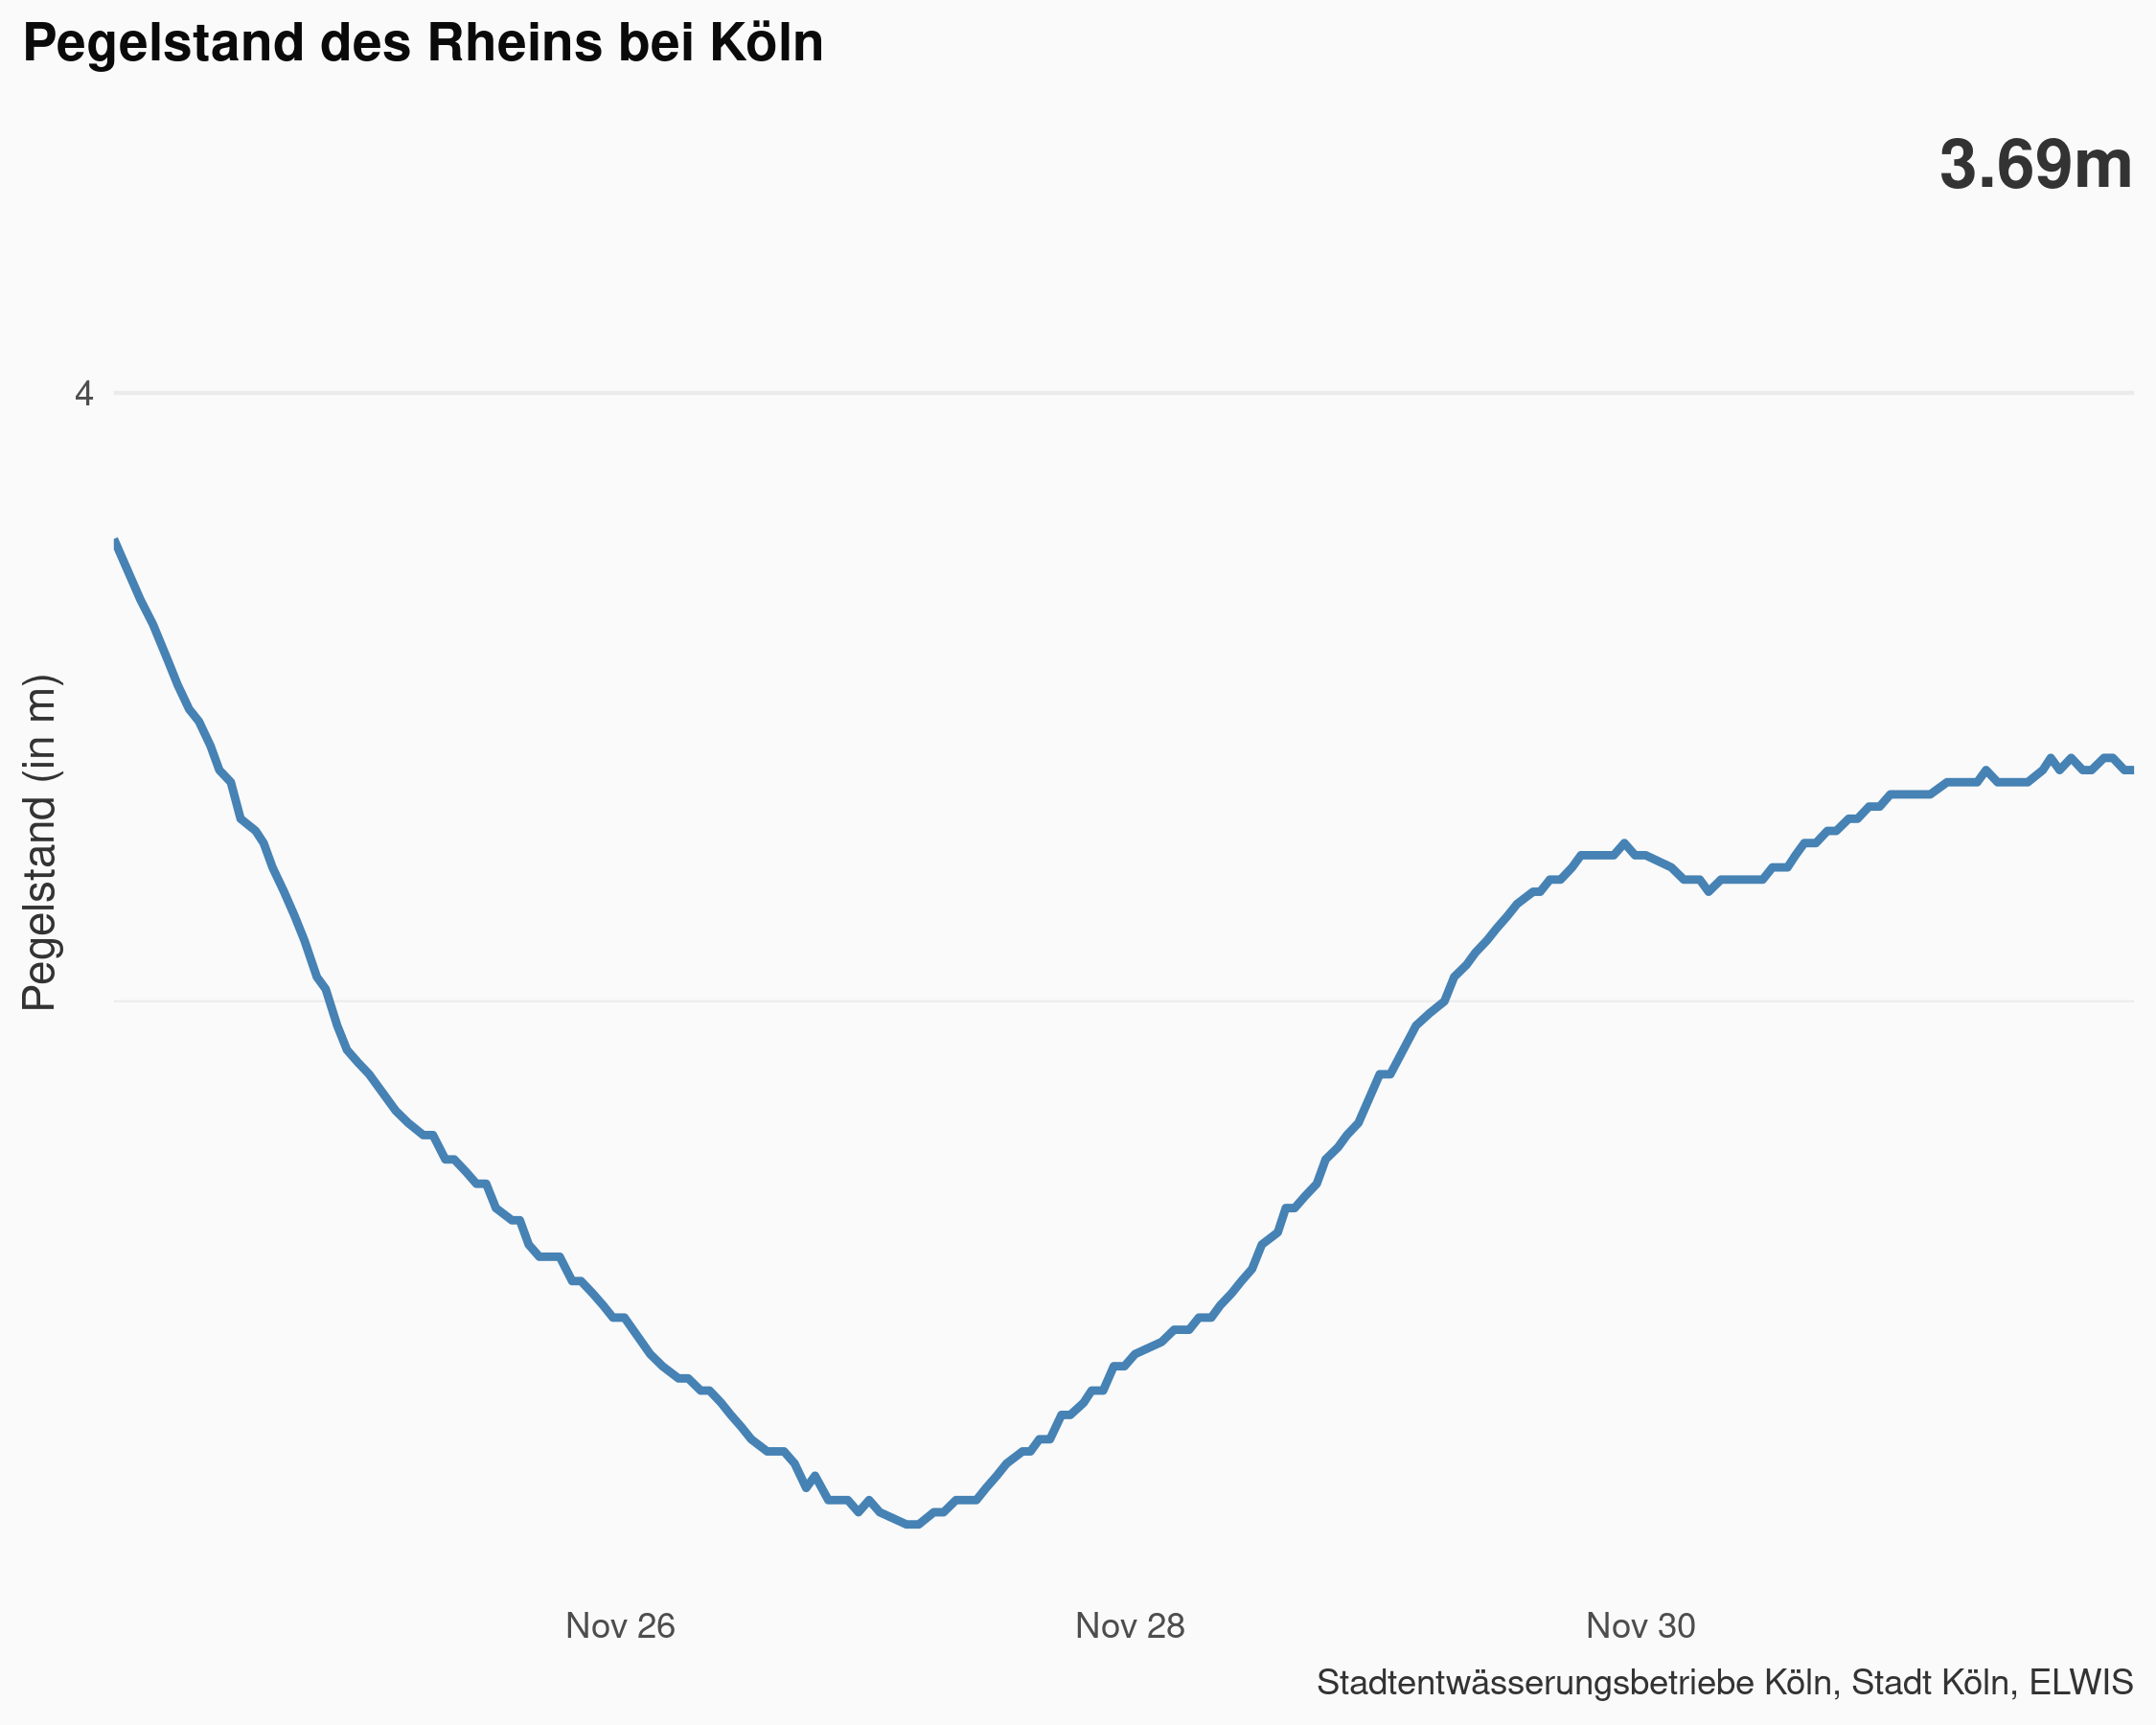 Pegelstand des Rheins bei Köln
3.69m
4
Pegelstand (in m)
Nov 26 Nov 28 Nov 30
Stadtentwässerungsbetriebe Köln, Stadt Köln, ELWIS